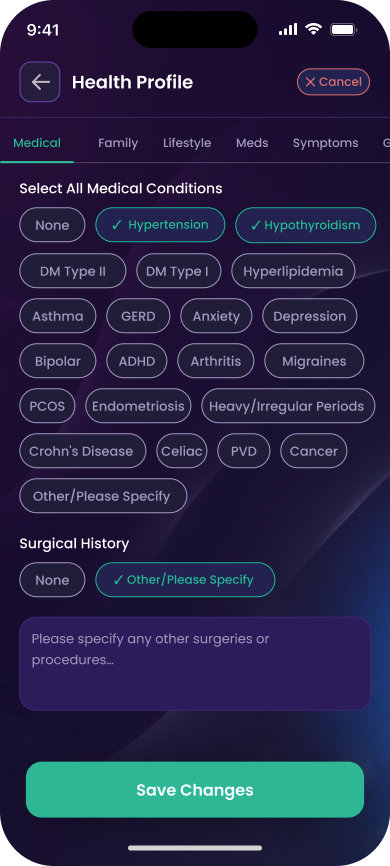 9:41
Health Profile
Cancel
Medical Family Lifestyle Meds Symptoms G
Select All Medical Conditions
None ✓ Hypertension ✓ Hypothyroidism
DM Type II DM Type I Hyperlipidemia
Asthma GERD Anxiety Depression
Bipolar ADHD Arthritis Migraines
PCOS Endometriosis Heavy/Irregular Periods
Crohn's Disease Celiac PVD Cancer
Other/Please Specify
Surgical History
None ✓ Other/Please Specify
Please specify any other surgeries or
procedures...
Save Changes